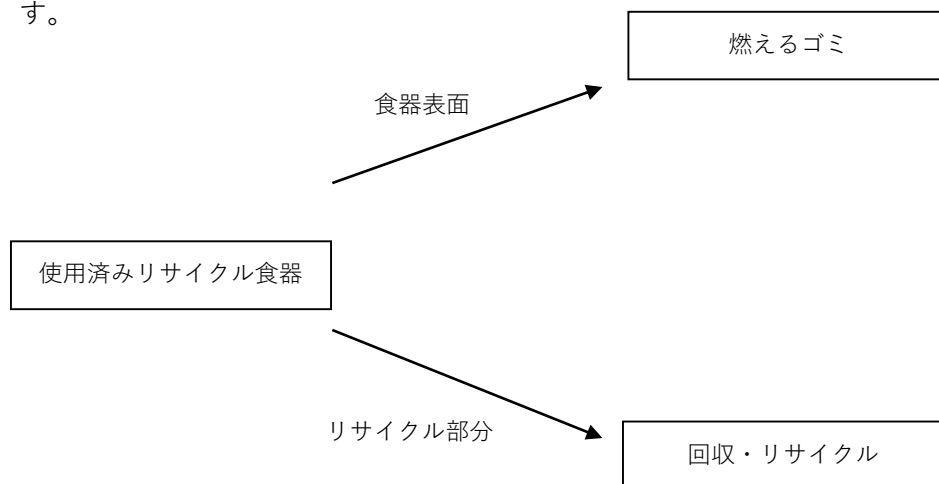 す。
燃えるゴミ
食器表面
使用済みリサイクル食器
リサイクル部分
回収・リサイクル